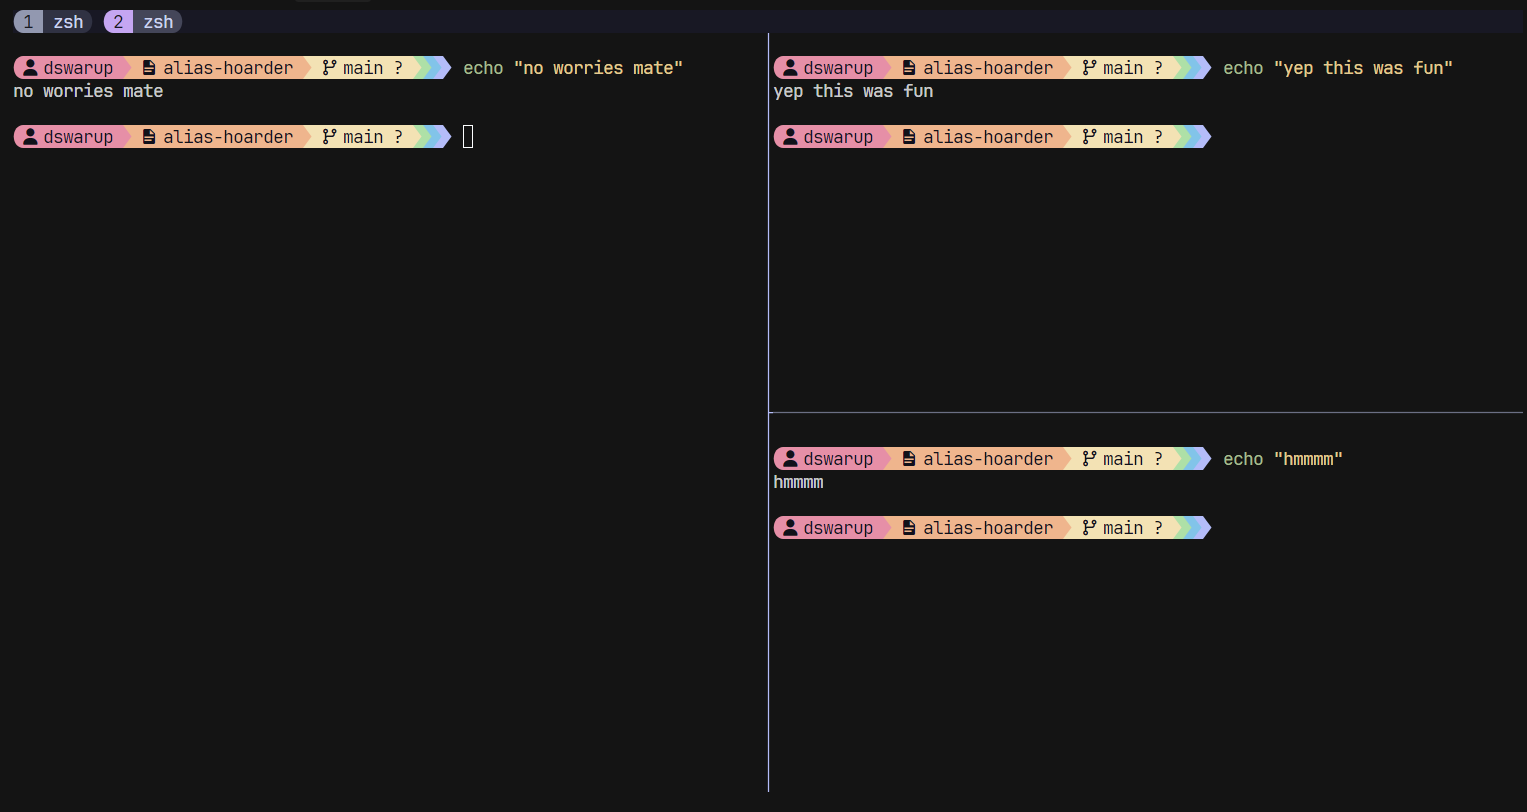 1 zsh 2 zsh
dswarup alias-hoarder main ? echo "no worries mate"
no worries mate
dswarup alias-hoarder main ?
dswarup alias-hoarder main ? echo "yep this was fun"
yep this was fun
dswarup alias-hoarder main ?
dswarup alias-hoarder main ? echo "hmmmm"
hmmmm
dswarup alias-hoarder main ?